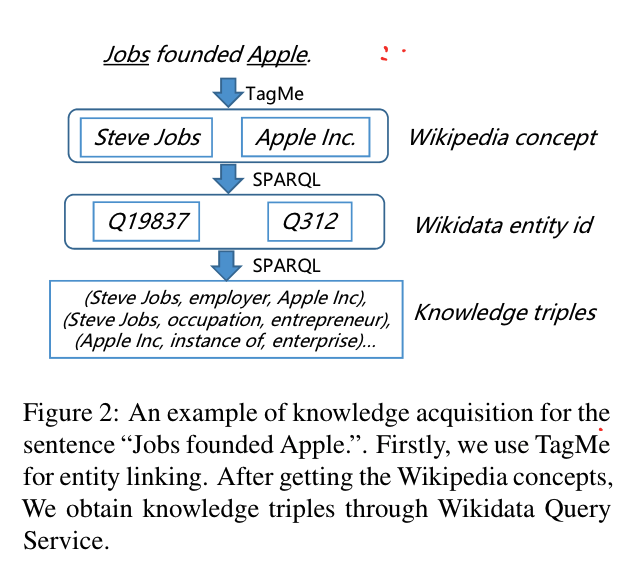 Jobs founded Apple.
TagMe
Steve Jobs Apple Inc. Wikipedia concept
SPARQL
Q19837 Q312 Wikidata entity id
SPARQL
(Steve Jobs, employer, Apple Inc),
(Steve Jobs, occupation, entrepreneur),
(Apple Inc, instance of, enterprise)...
Knowledge triples
Figure 2: An example of knowledge acquisition for the
sentence “Jobs founded Apple.”. Firstly, we use TagMe
for entity linking. After getting the Wikipedia concepts,
We obtain knowledge triples through Wikidata Query
Service.